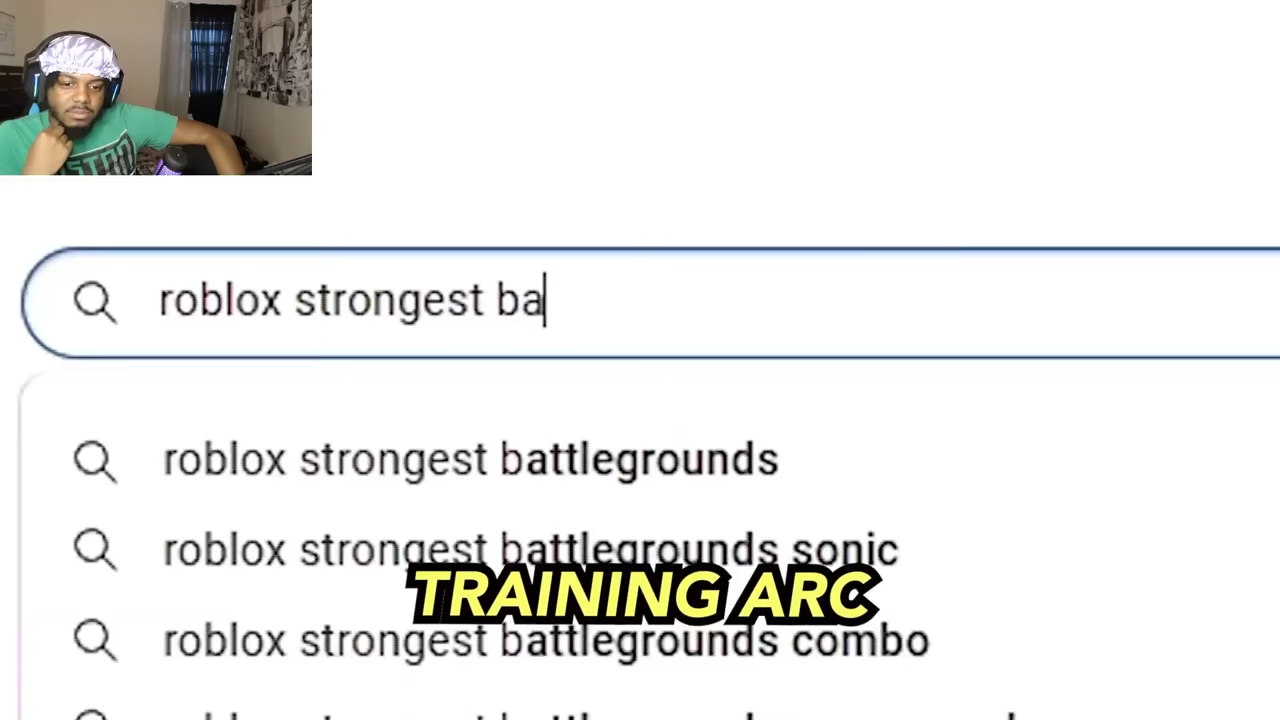 roblox strongest ba
roblox strongest battlegrounds
roblox strongest battlegrounds sonic
TRAINING ARC
roblox strongest battlegrounds combo